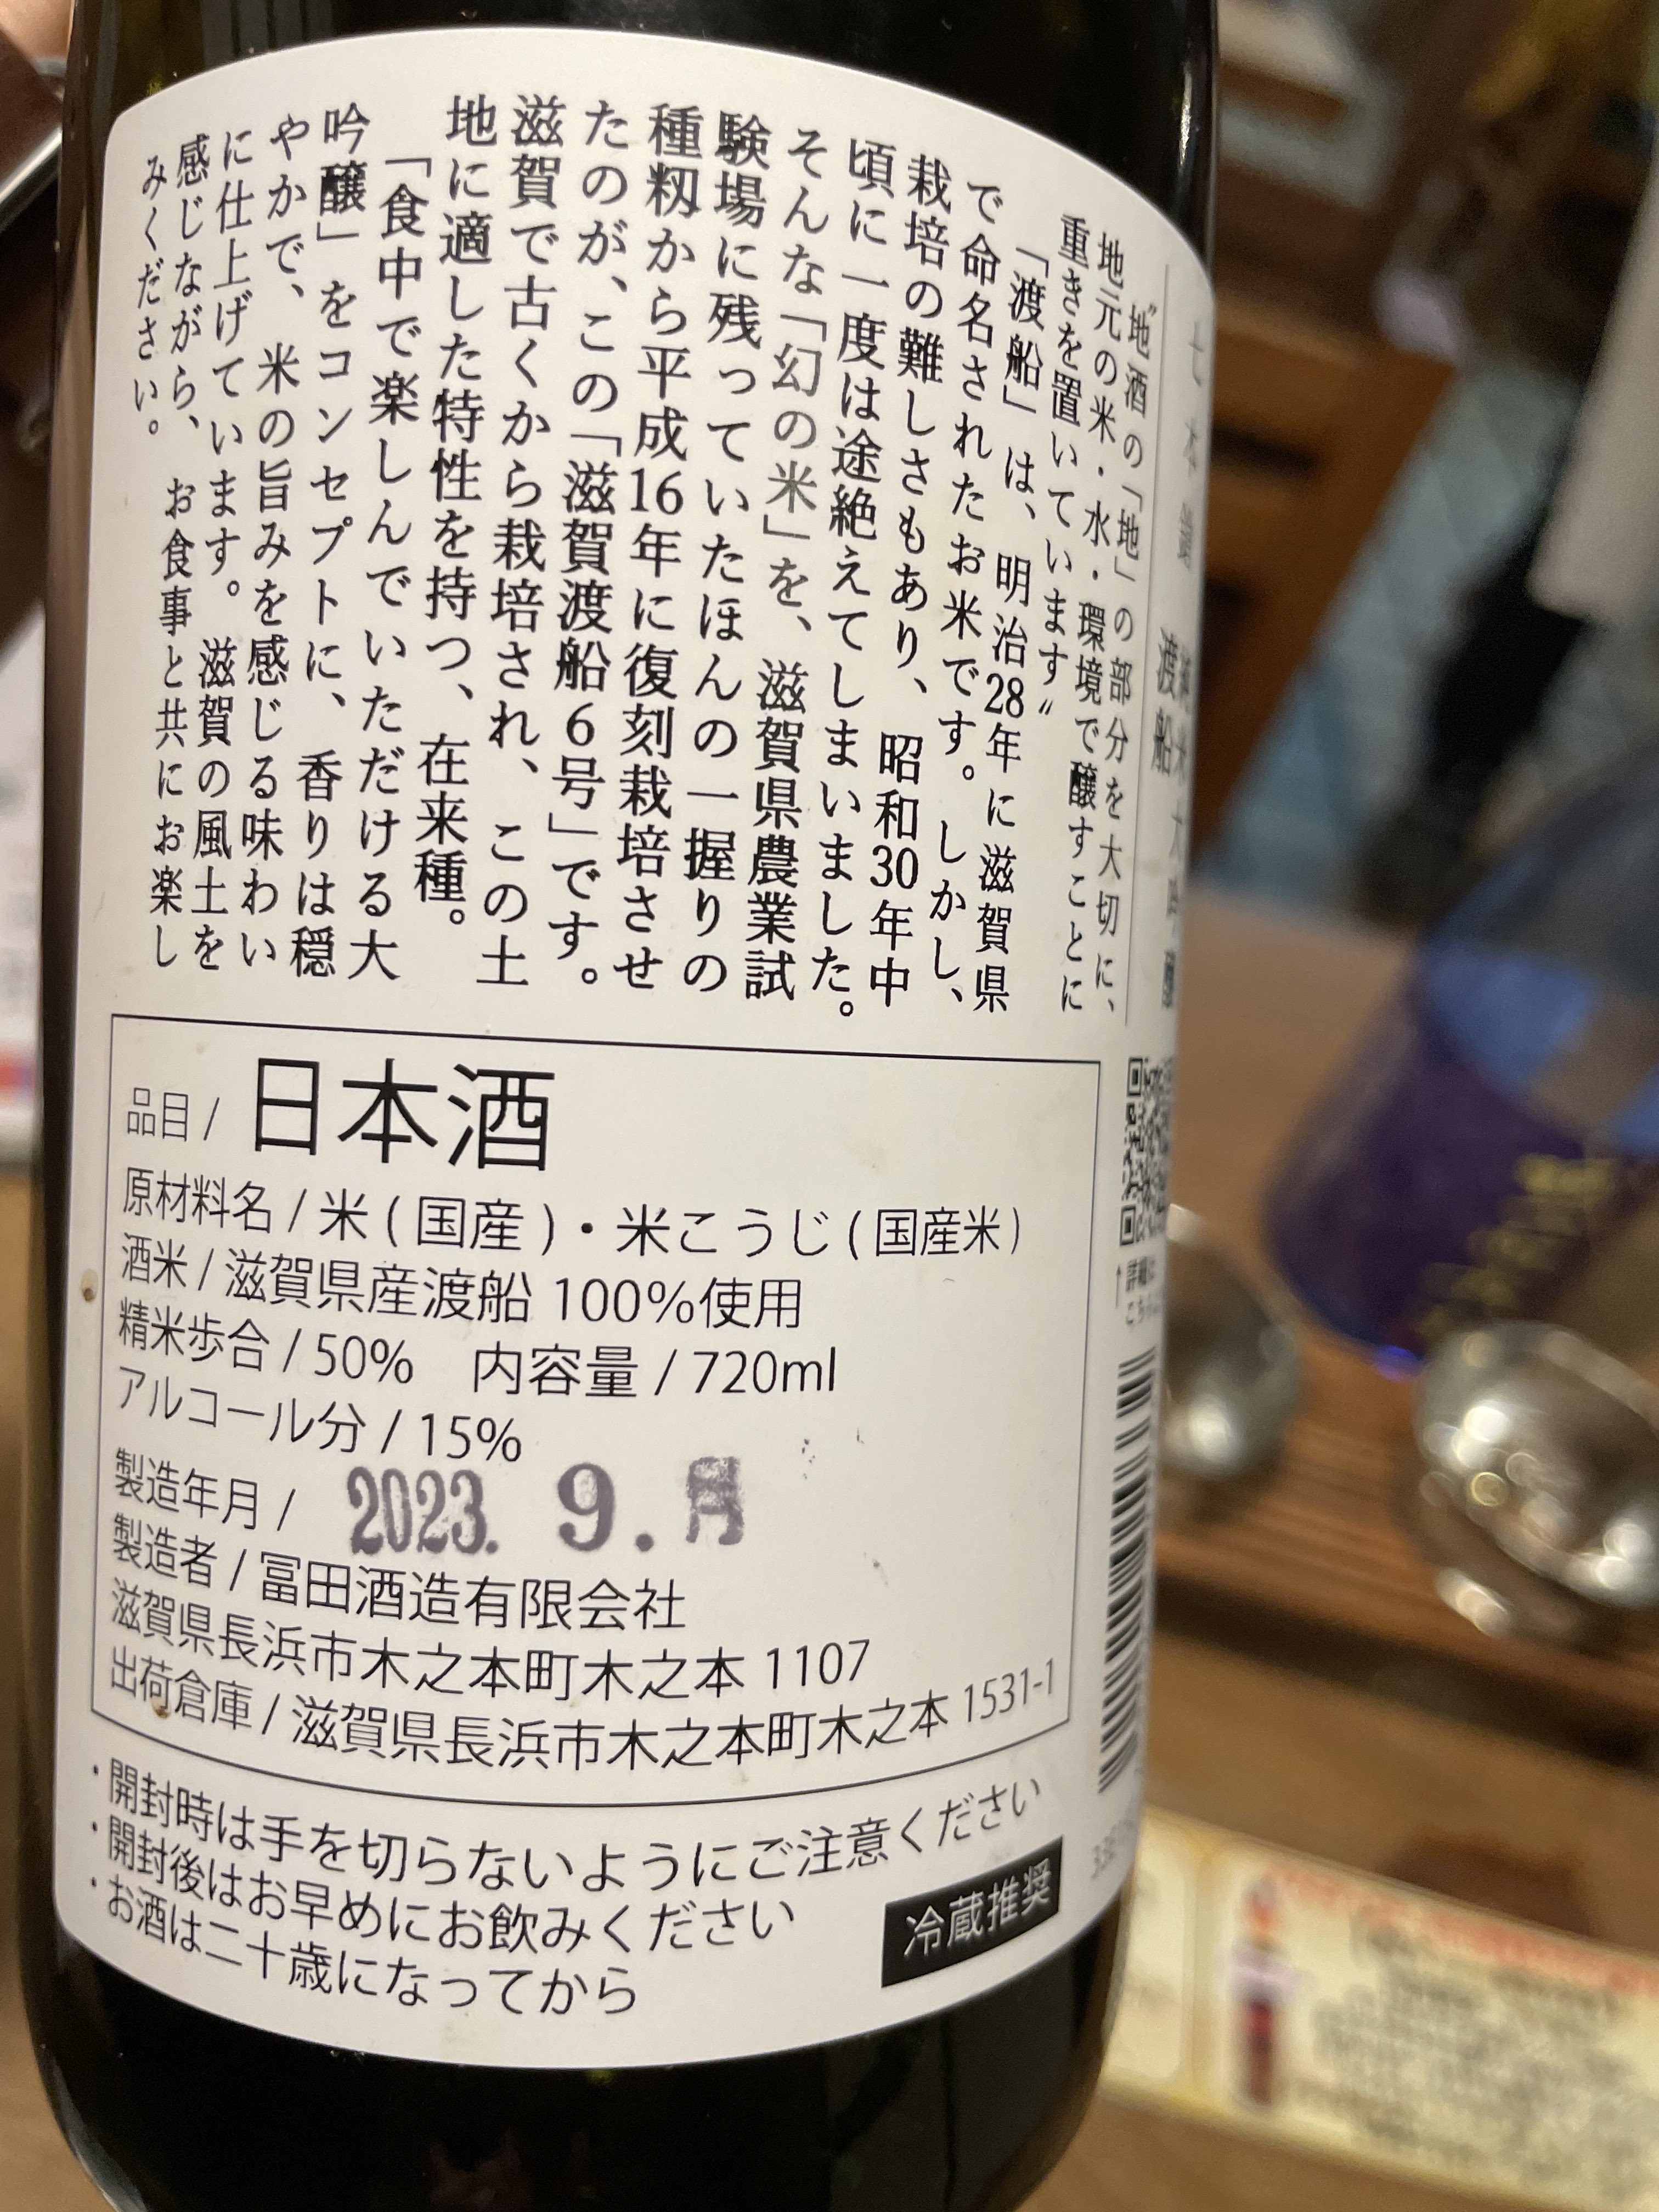 七本鎗 純米大吟醸
渡船
〝地酒の「地」の部分を大切に、
地元の米・水・環境で醸すことに
重きを置いています〟
「渡船」は、明治28年に滋賀県
で命名されたお米です。しかし、
栽培の難しさもあり、昭和30年中
頃に一度は途絶えてしまいました。
そんな「幻の米」を、滋賀県農業試
験場に残っていたほんの一握りの
種籾から平成16年に復刻栽培させ
たのが、この「滋賀渡船6号」です。
滋賀で古くから栽培され、この土
地に適した特性を持つ、在来種。
「食中で楽しんでいただける大
吟醸」をコンセプトに、香りは穏
やかで、米の旨みを感じる味わい
に仕上げています。滋賀の風土を
感じながら、お食事と共にお楽し
みください。
品目/日本酒
原材料名/米(国産)・米こうじ(国産米)
酒米/滋賀県産渡船 100%使用
精米歩合/50% 内容量/720ml
アルコール分/15%
製造年月/ 2023. 9. 月
製造者/冨田酒造有限会社
滋賀県長浜市木之本町木之本 1107
出荷倉庫/滋賀県長浜市木之本町木之本 1531-1
・開封時は手を切らないようにご注意ください
・開封後はお早めにお飲みください
・お酒は二十歳になってから
冷蔵推奨
↑詳細は